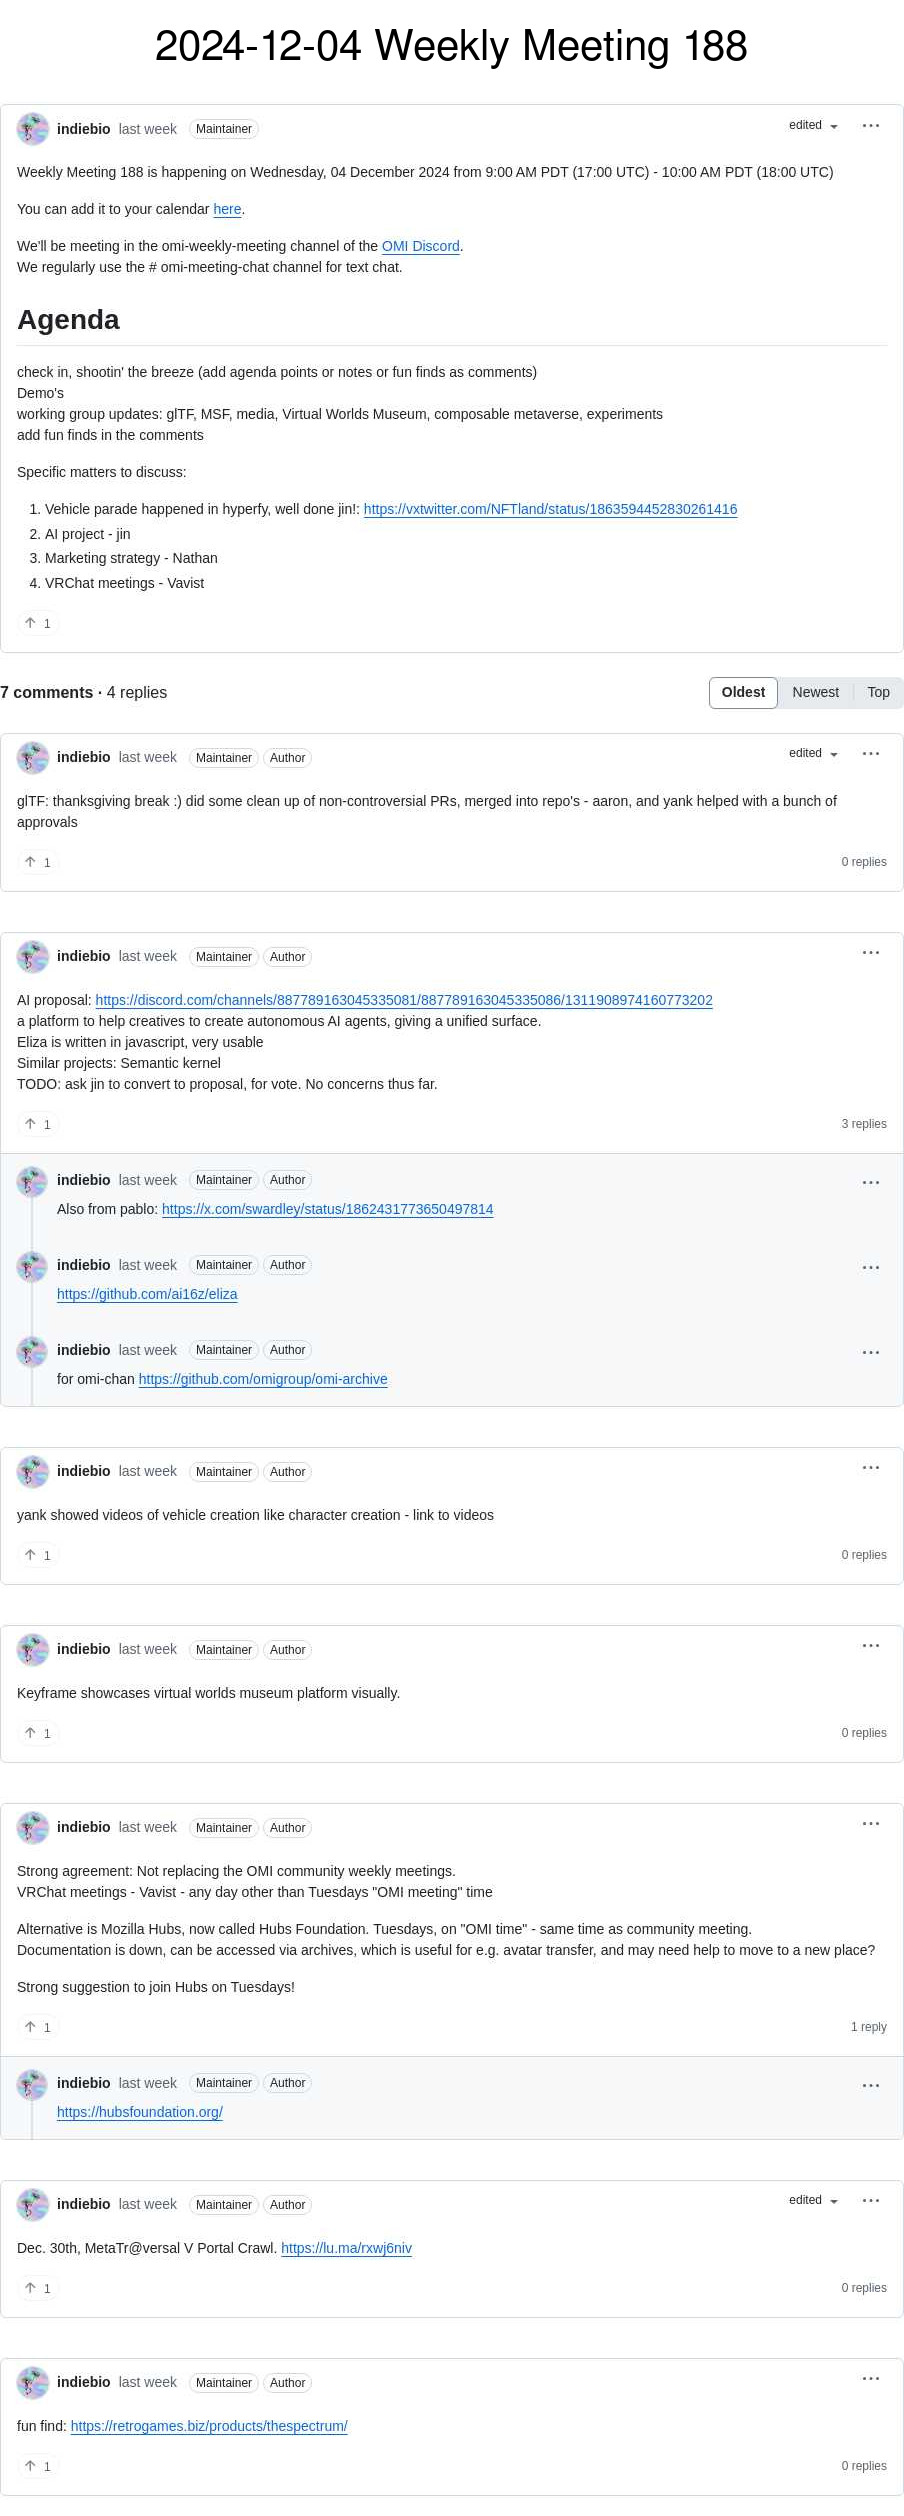 2024-12-04 Weekly Meeting 188
indiebio last week Maintainer edited
Weekly Meeting 188 is happening on Wednesday, 04 December 2024 from 9:00 AM PDT (17:00 UTC) - 10:00 AM PDT (18:00 UTC)
You can add it to your calendar here.
We'll be meeting in the omi-weekly-meeting channel of the OMI Discord.
We regularly use the # omi-meeting-chat channel for text chat.
Agenda
check in, shootin' the breeze (add agenda points or notes or fun finds as comments)
Demo's
working group updates: glTF, MSF, media, Virtual Worlds Museum, composable metaverse, experiments
add fun finds in the comments
Specific matters to discuss:
1. Vehicle parade happened in hyperfy, well done jin!: https://vxtwitter.com/NFTland/status/1863594452830261416
2. AI project - jin
3. Marketing strategy - Nathan
4. VRChat meetings - Vavist
1
7 comments · 4 replies Oldest Newest Top
indiebio last week Maintainer Author edited
glTF: thanksgiving break :) did some clean up of non-controversial PRs, merged into repo's - aaron, and yank helped with a bunch of
approvals
1 0 replies
indiebio last week Maintainer Author
AI proposal: https://discord.com/channels/887789163045335081/887789163045335086/1311908974160773202
a platform to help creatives to create autonomous AI agents, giving a unified surface.
Eliza is written in javascript, very usable
Similar projects: Semantic kernel
TODO: ask jin to convert to proposal, for vote. No concerns thus far.
1 3 replies
indiebio last week Maintainer Author
Also from pablo: https://x.com/swardley/status/1862431773650497814
indiebio last week Maintainer Author
https://github.com/ai16z/eliza
indiebio last week Maintainer Author
for omi-chan https://github.com/omigroup/omi-archive
indiebio last week Maintainer Author
yank showed videos of vehicle creation like character creation - link to videos
1 0 replies
indiebio last week Maintainer Author
Keyframe showcases virtual worlds museum platform visually.
1 0 replies
indiebio last week Maintainer Author
Strong agreement: Not replacing the OMI community weekly meetings.
VRChat meetings - Vavist - any day other than Tuesdays "OMI meeting" time
Alternative is Mozilla Hubs, now called Hubs Foundation. Tuesdays, on "OMI time" - same time as community meeting.
Documentation is down, can be accessed via archives, which is useful for e.g. avatar transfer, and may need help to move to a new place?
Strong suggestion to join Hubs on Tuesdays!
1 1 reply
indiebio last week Maintainer Author
https://hubsfoundation.org/
indiebio last week Maintainer Author edited
Dec. 30th, MetaTr@versal V Portal Crawl. https://lu.ma/rxwj6niv
1 0 replies
indiebio last week Maintainer Author
fun find: https://retrogames.biz/products/thespectrum/
1 0 replies